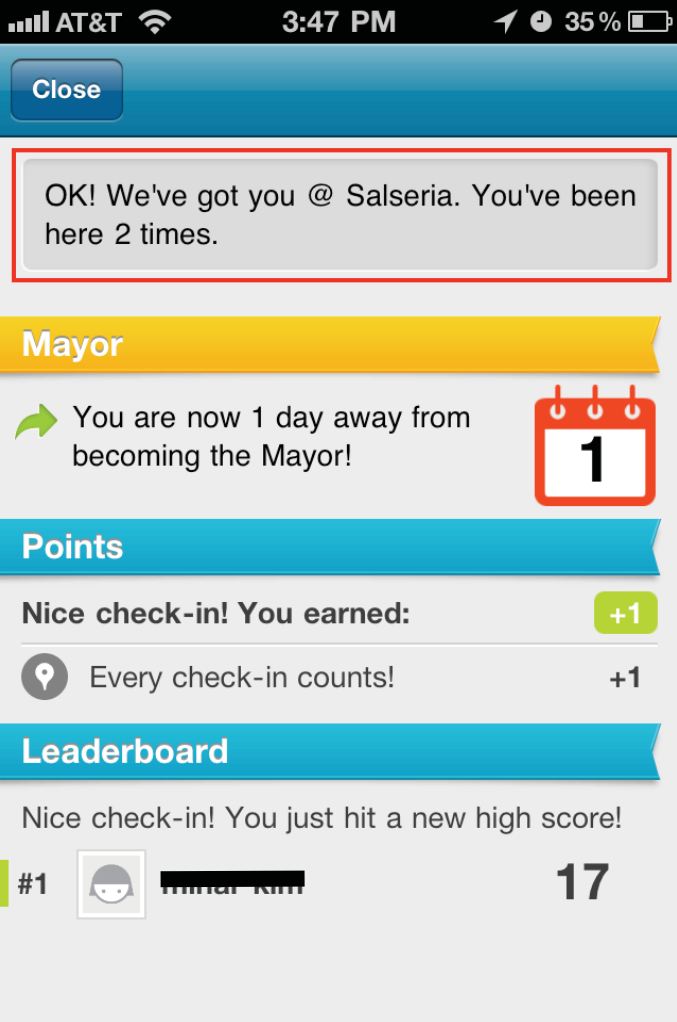 AT&T 3:47 PM 35%
Close
OK! We've got you @ Salseria. You've been
here 2 times.
Mayor
You are now 1 day away from
becoming the Mayor!
1
Points
Nice check-in! You earned: +1
Every check-in counts! +1
Leaderboard
Nice check-in! You just hit a new high score!
#1 17